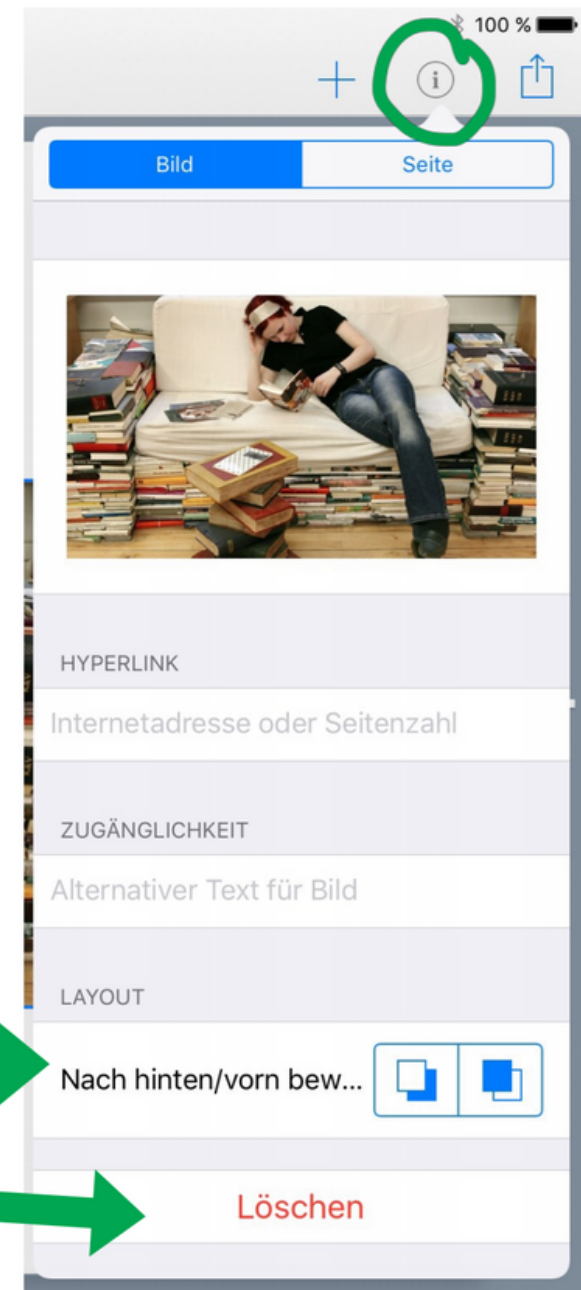 100 %
Bild Seite
HYPERLINK
Internetadresse oder Seitenzahl
ZUGÄNGLICHKEIT
Alternativer Text für Bild
LAYOUT
Nach hinten/vorn bew...
Löschen